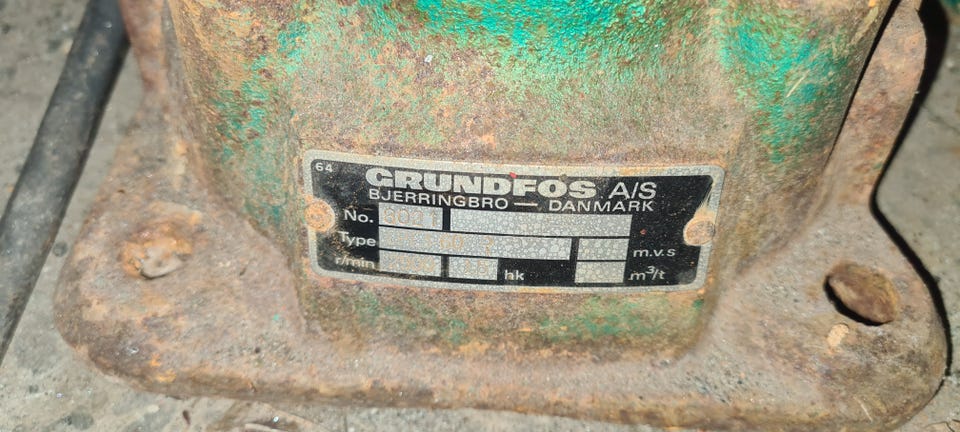 64
GRUNDFOS A/S
BJERRINGBRO — DANMARK
No.
Type m.v.s
r/min hk m³/t